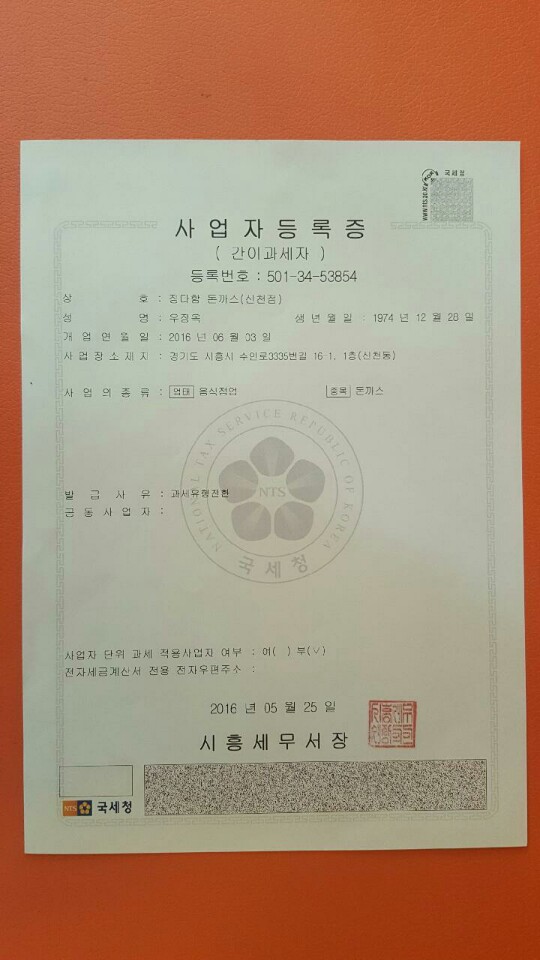 국세청
www.nts.go.kr
사업자등록증
( 간이과세자 )
등록번호 : 501-34-53854
상 호 : 징다함 돈까스(신천점)
성 명 : 우정옥 생 년 월 일 : 1974 년 12 월 28 일
개 업 연 월 일 : 2016 년 06 월 03 일
사 업 장 소 재 지 : 경기도 시흥시 수인로3335번길 16-1, 1층(신천동)
사 업 의 종 류 : 업태 음식점업 종목 돈까스
NATIONAL TAX SERVICE REPUBLIC OF KOREA
NTS
국세청
발 급 사 유 : 과세유형전환
공 동 사 업 자 :
사업자 단위 과세 적용사업자 여부 : 여( ) 부(√)
전자세금계산서 전용 전자우편주소 :
2016 년 05 월 25 일
시흥세무서장
NTS 국세청